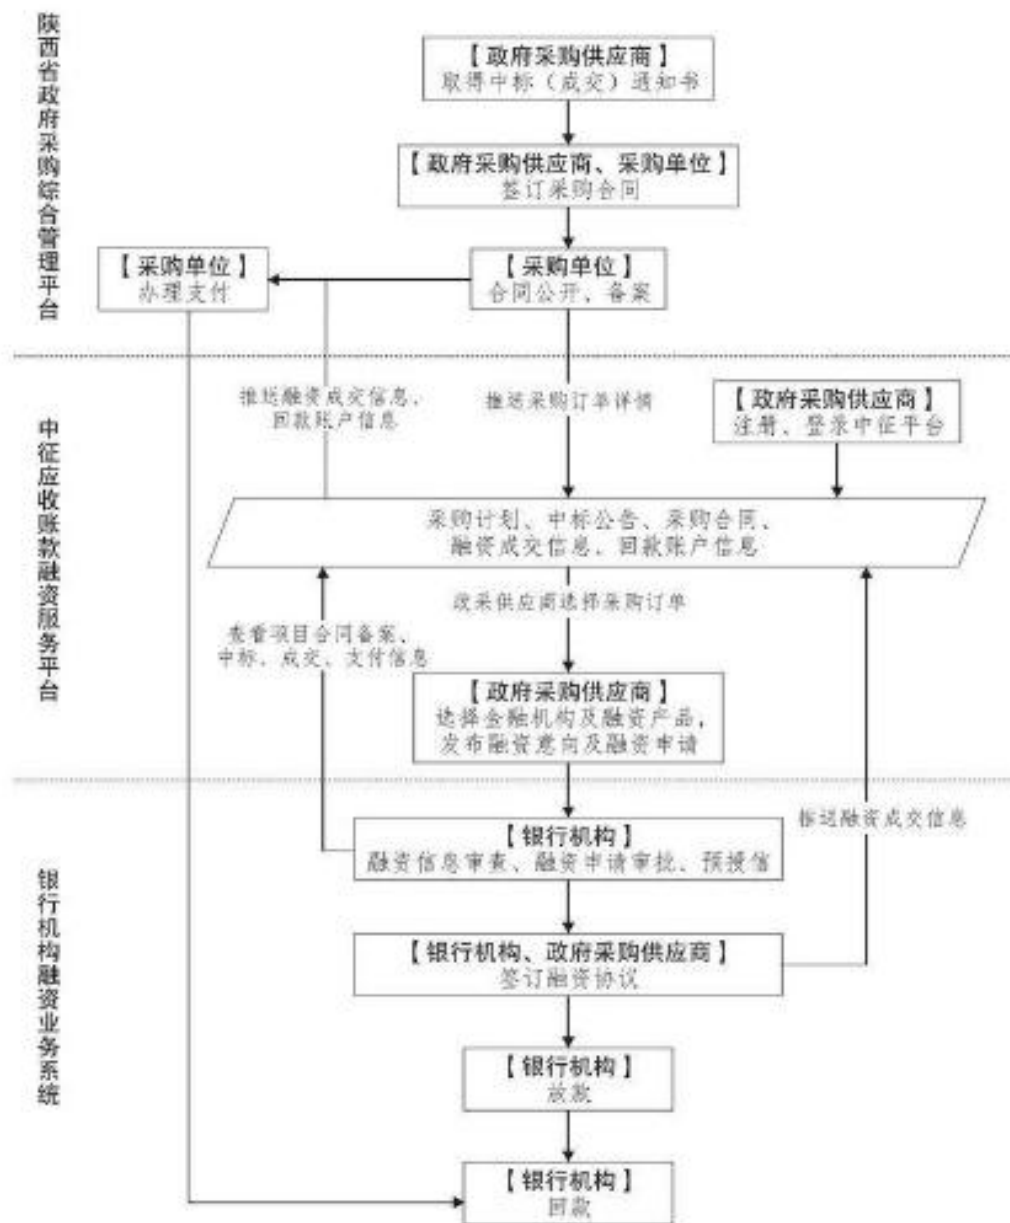 陕西省政府采购综合管理平台
【政府采购供应商】
取得中标（成交）通知书
【政府采购供应商、采购单位】
签订采购合同
【采购单位】
办理支付
【采购单位】
合同公开、备案
中征应收账款融资服务平台
推送融资成交信息、
回款账户信息
推送采购订单详情
【政府采购供应商】
注册、登录中征平台
采购计划、中标公告、采购合同、
融资成交信息、回款账户信息
政采供应商选择采购订单
查看项目合同备案、
中标、成交、支付信息
【政府采购供应商】
选择金融机构及融资产品，
发布融资意向及融资申请
银行机构融资业务系统
推送融资成交信息
【银行机构】
融资信息审查、融资申请审批、预授信
【银行机构、政府采购供应商】
签订融资协议
【银行机构】
放款
【银行机构】
回款